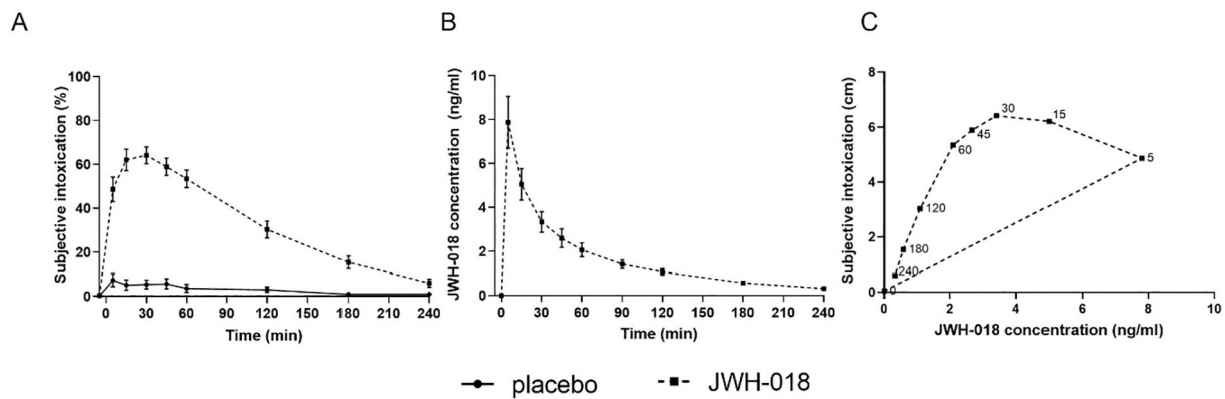 A
B
C
Subjective intoxication (%)
100
80
60
40
20
0
0 30 60 90 120 150 180 210 240
Time (min)
JWH-018 concentration (ng/ml)
10
8
6
4
2
0
0 30 60 90 120 150 180 210 240
Time (min)
Subjective intoxication (cm)
8
6
4
2
0
30
15
45
60
5
120
180
240
0
0 2 4 6 8 10
JWH-018 concentration (ng/ml)
placebo JWH-018